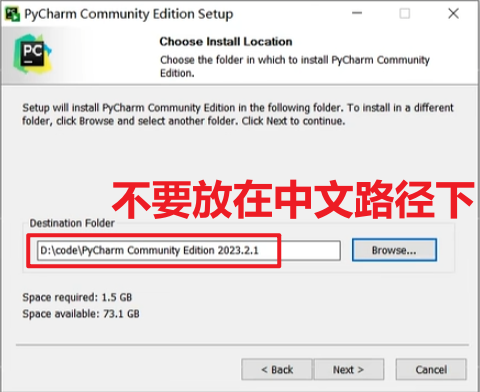 PyCharm Community Edition Setup
PC
Choose Install Location
Choose the folder in which to install PyCharm Community
Edition.
Setup will install PyCharm Community Edition in the following folder. To install in a different
folder, click Browse and select another folder. Click Next to continue.
不要放在中文路径下
Destination Folder
D:\code\PyCharm Community Edition 2023.2.1
Browse...
Space required: 1.5 GB
Space available: 73.1 GB
< Back
Next >
Cancel